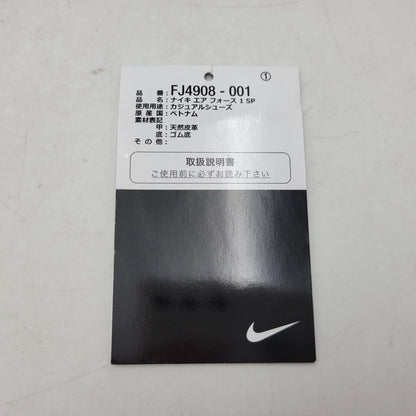 ①
品 種 : FJ4908 - 001
品 名 : ナイキ エア フォース 1 SP
使用用途 : カジュアルシューズ
原 産 国 : ベトナム
素材表記
甲 : 天然皮革
底 : ゴム底
そ の 他 :
取扱説明書
ご使用前に必ずお読み下さい